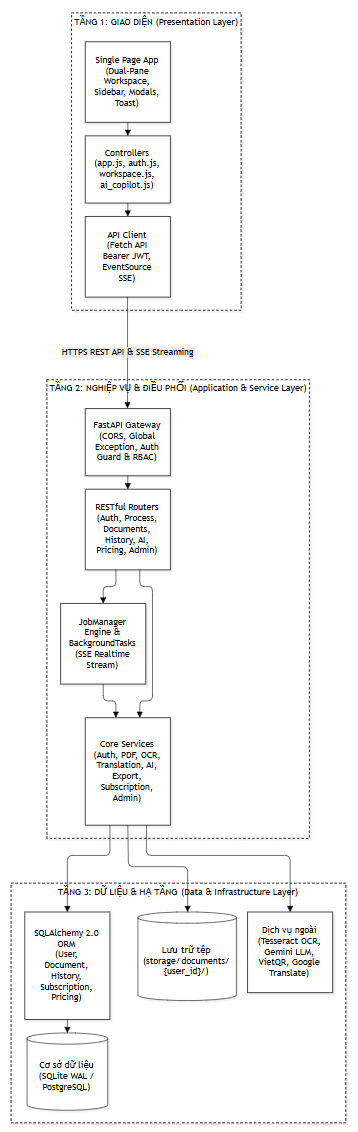 TẦNG 1: GIAO DIỆN (Presentation Layer)
Single Page App
(Dual-Pane
Workspace,
Sidebar, Modals,
Toast)
Controllers
(app.js, auth.js,
workspace.js,
ai_copilot.js)
API Client
(Fetch API
Bearer JWT,
EventSource
SSE)
HTTPS REST API & SSE Streaming
TẦNG 2: NGHIỆP VỤ & ĐIỀU PHỐI (Application & Service Layer)
FastAPI Gateway
(CORS, Global
Exception, Auth
Guard & RBAC)
RESTful Routers
(Auth, Process,
Documents,
History, AI,
Pricing, Admin)
JobManager
Engine &
BackgroundTasks
(SSE Realtime
Stream)
Core Services
(Auth, PDF, OCR,
Translation, AI,
Export,
Subscription,
Admin)
TẦNG 3: DỮ LIỆU & HẠ TẦNG (Data & Infrastructure Layer)
SQLAlchemy 2.0
ORM
(User,
Document,
History,
Subscription,
Pricing)
Lưu trữ tệp
(storage/documents/
{user_id}/)
Dịch vụ ngoài
(Tesseract OCR,
Gemini LLM,
VietQR, Google
Translate)
Cơ sở dữ liệu
(SQLite WAL /
PostgreSQL)